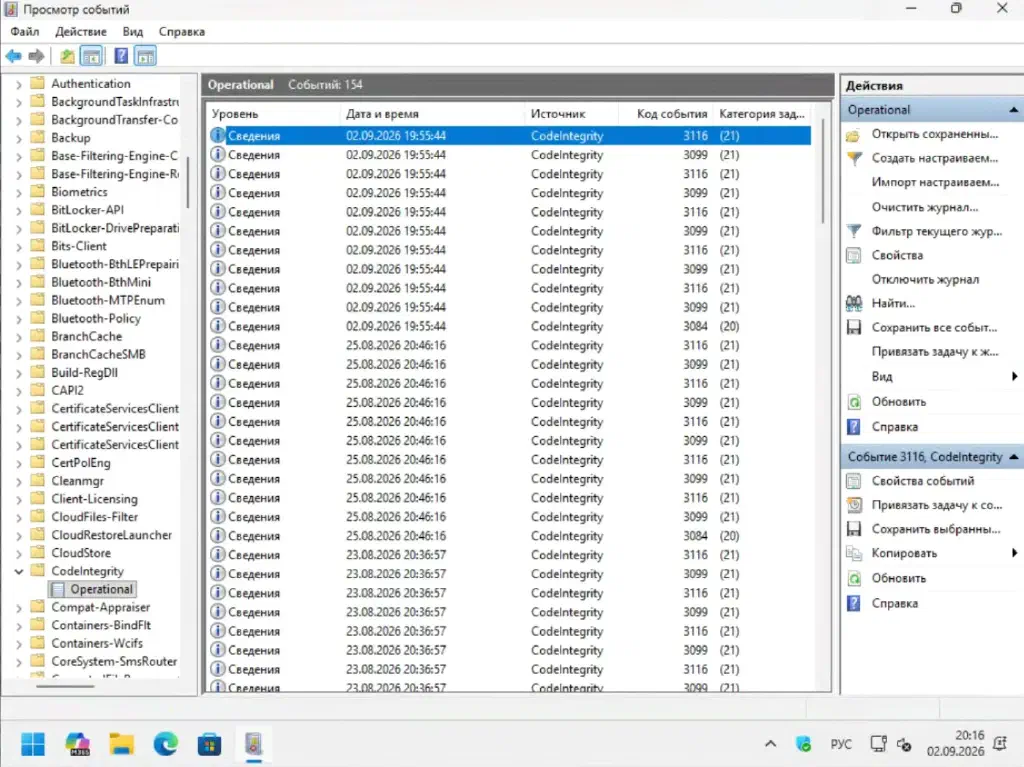 Просмотр событий
Файл Действие Вид Справка
Operational Событий: 154
Authentication
BackgroundTaskInfrastru
BackgroundTransfer-Co
Backup
Base-Filtering-Engine-C
Base-Filtering-Engine-R
Biometrics
BitLocker-API
BitLocker-DrivePreparati
Bits-Client
Bluetooth-BthLEPrepairi
Bluetooth-BthMini
Bluetooth-MTPEnum
Bluetooth-Policy
BranchCache
BranchCacheSMB
Build-RegDll
CAPI2
CertificateServicesClient
CertificateServicesClient
CertificateServicesClient
CertPolEng
Cleanmgr
Client-Licensing
CloudFiles-Filter
CloudRestoreLauncher
CloudStore
CodeIntegrity
Operational
Compat-Appraiser
Containers-BindFlt
Containers-Wcifs
CoreSystem-SmsRouter
Уровень Дата и время Источник Код события Категория зад...
Сведения 02.09.2026 19:55:44 CodeIntegrity 3116 (21)
Сведения 02.09.2026 19:55:44 CodeIntegrity 3099 (21)
Сведения 02.09.2026 19:55:44 CodeIntegrity 3116 (21)
Сведения 02.09.2026 19:55:44 CodeIntegrity 3099 (21)
Сведения 02.09.2026 19:55:44 CodeIntegrity 3116 (21)
Сведения 02.09.2026 19:55:44 CodeIntegrity 3099 (21)
Сведения 02.09.2026 19:55:44 CodeIntegrity 3116 (21)
Сведения 02.09.2026 19:55:44 CodeIntegrity 3099 (21)
Сведения 02.09.2026 19:55:44 CodeIntegrity 3116 (21)
Сведения 02.09.2026 19:55:44 CodeIntegrity 3099 (21)
Сведения 02.09.2026 19:55:44 CodeIntegrity 3084 (20)
Сведения 25.08.2026 20:46:16 CodeIntegrity 3116 (21)
Сведения 25.08.2026 20:46:16 CodeIntegrity 3099 (21)
Сведения 25.08.2026 20:46:16 CodeIntegrity 3116 (21)
Сведения 25.08.2026 20:46:16 CodeIntegrity 3099 (21)
Сведения 25.08.2026 20:46:16 CodeIntegrity 3116 (21)
Сведения 25.08.2026 20:46:16 CodeIntegrity 3099 (21)
Сведения 25.08.2026 20:46:16 CodeIntegrity 3116 (21)
Сведения 25.08.2026 20:46:16 CodeIntegrity 3099 (21)
Сведения 25.08.2026 20:46:16 CodeIntegrity 3116 (21)
Сведения 25.08.2026 20:46:16 CodeIntegrity 3099 (21)
Сведения 25.08.2026 20:46:16 CodeIntegrity 3084 (20)
Сведения 23.08.2026 20:36:57 CodeIntegrity 3116 (21)
Сведения 23.08.2026 20:36:57 CodeIntegrity 3099 (21)
Сведения 23.08.2026 20:36:57 CodeIntegrity 3116 (21)
Сведения 23.08.2026 20:36:57 CodeIntegrity 3099 (21)
Сведения 23.08.2026 20:36:57 CodeIntegrity 3116 (21)
Сведения 23.08.2026 20:36:57 CodeIntegrity 3099 (21)
Сведения 23.08.2026 20:36:57 CodeIntegrity 3116 (21)
Сведения 23.08.2026 20:36:57 CodeIntegrity 3099 (21)
Действия
Operational
Открыть сохраненны...
Создать настраиваем...
Импорт настраиваем...
Очистить журнал...
Фильтр текущего жур...
Свойства
Отключить журнал
Найти...
Сохранить все событ...
Привязать задачу к ж...
Вид
Обновить
Справка
Событие 3116, CodeIntegrity
Свойства событий
Привязать задачу к со...
Сохранить выбранны...
Копировать
Обновить
Справка
M365
РУС
20:16
02.09.2026